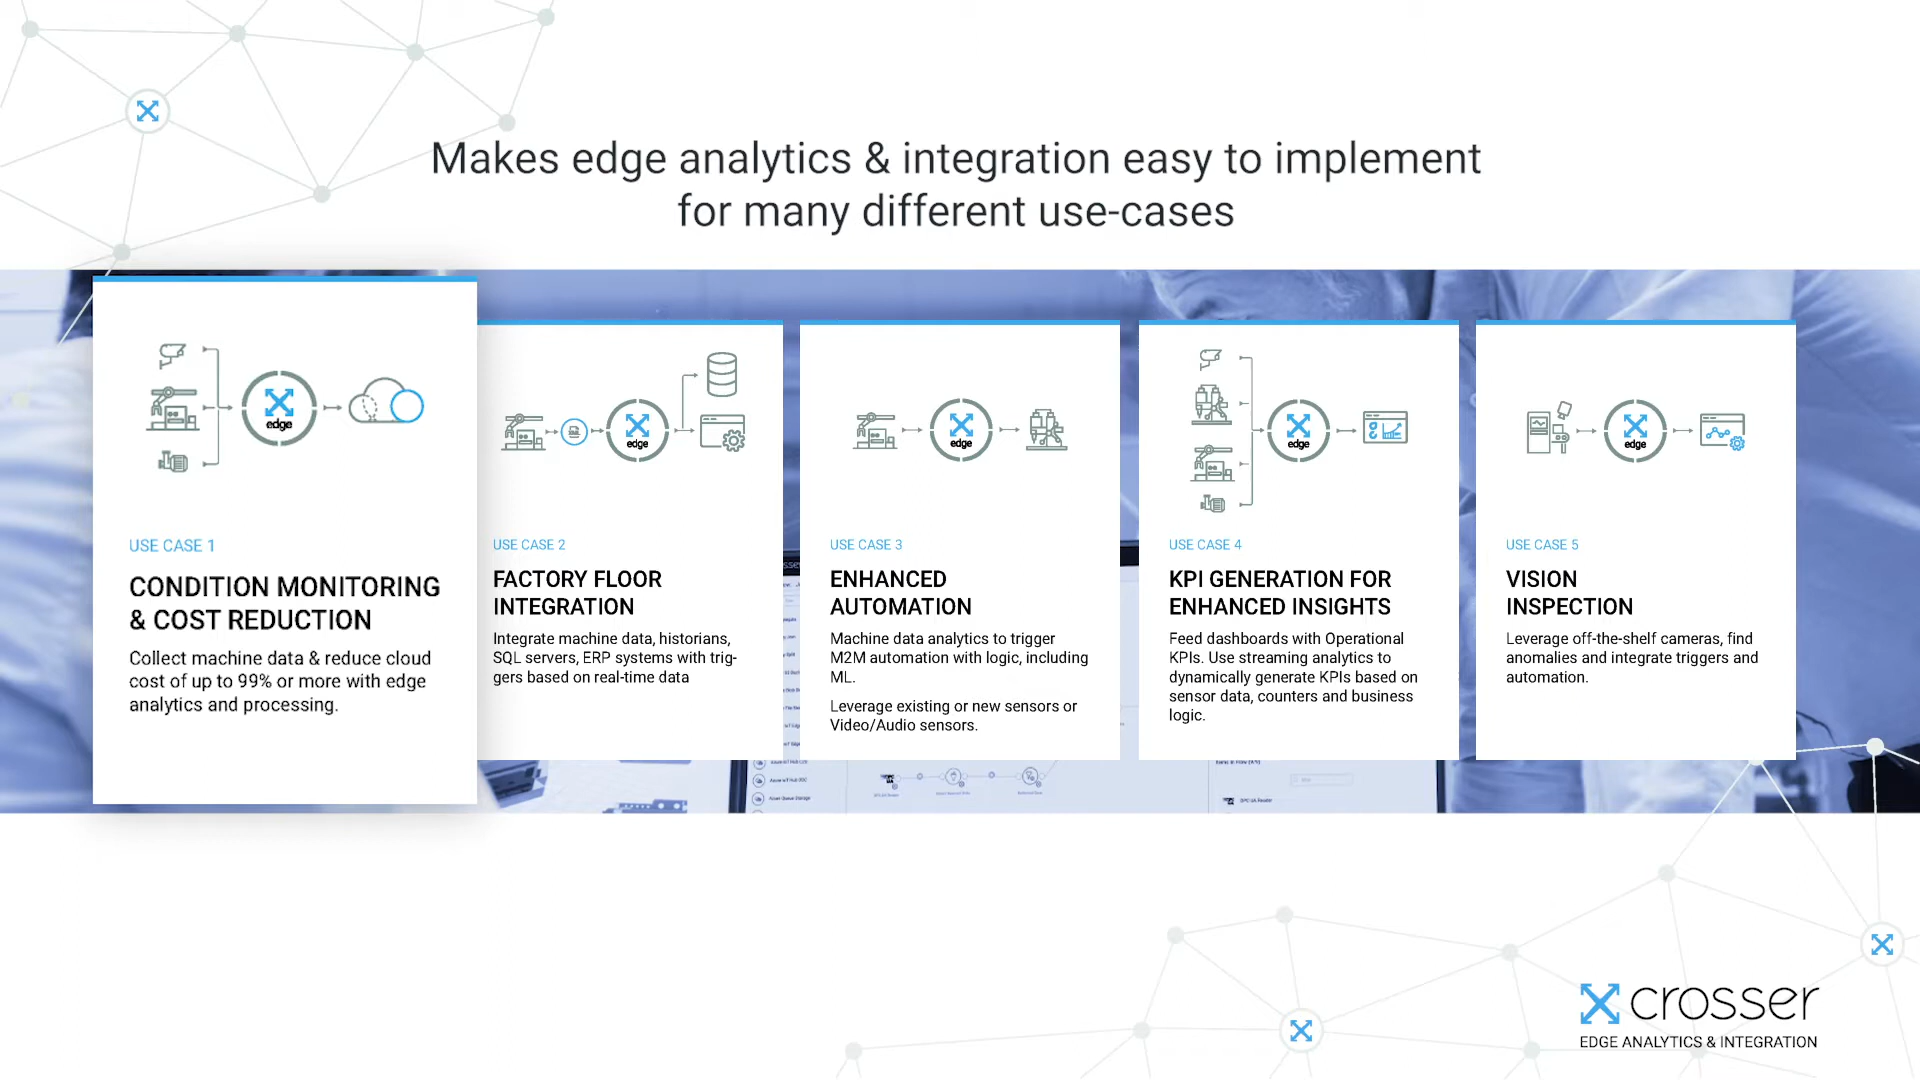 Makes edge analytics & integration easy to implement
for many different use-cases
edge
USE CASE 1
CONDITION MONITORING
& COST REDUCTION
Collect machine data & reduce cloud
cost of up to 99% or more with edge
analytics and processing.
edge
USE CASE 2
FACTORY FLOOR
INTEGRATION
Integrate machine data, historians,
SQL servers, ERP systems with trig-
gers based on real-time data
edge
USE CASE 3
ENHANCED
AUTOMATION
Machine data analytics to trigger
M2M automation with logic, including
ML.
Leverage existing or new sensors or
Video/Audio sensors.
edge
USE CASE 4
KPI GENERATION FOR
ENHANCED INSIGHTS
Feed dashboards with Operational
KPIs. Use streaming analytics to
dynamically generate KPIs based on
sensor data, counters and business
logic.
edge
USE CASE 5
VISION
INSPECTION
Leverage off-the-shelf cameras, find
anomalies and integrate triggers and
automation.
Azure Queue Storage
OPC UA Reader
crosser
EDGE ANALYTICS & INTEGRATION